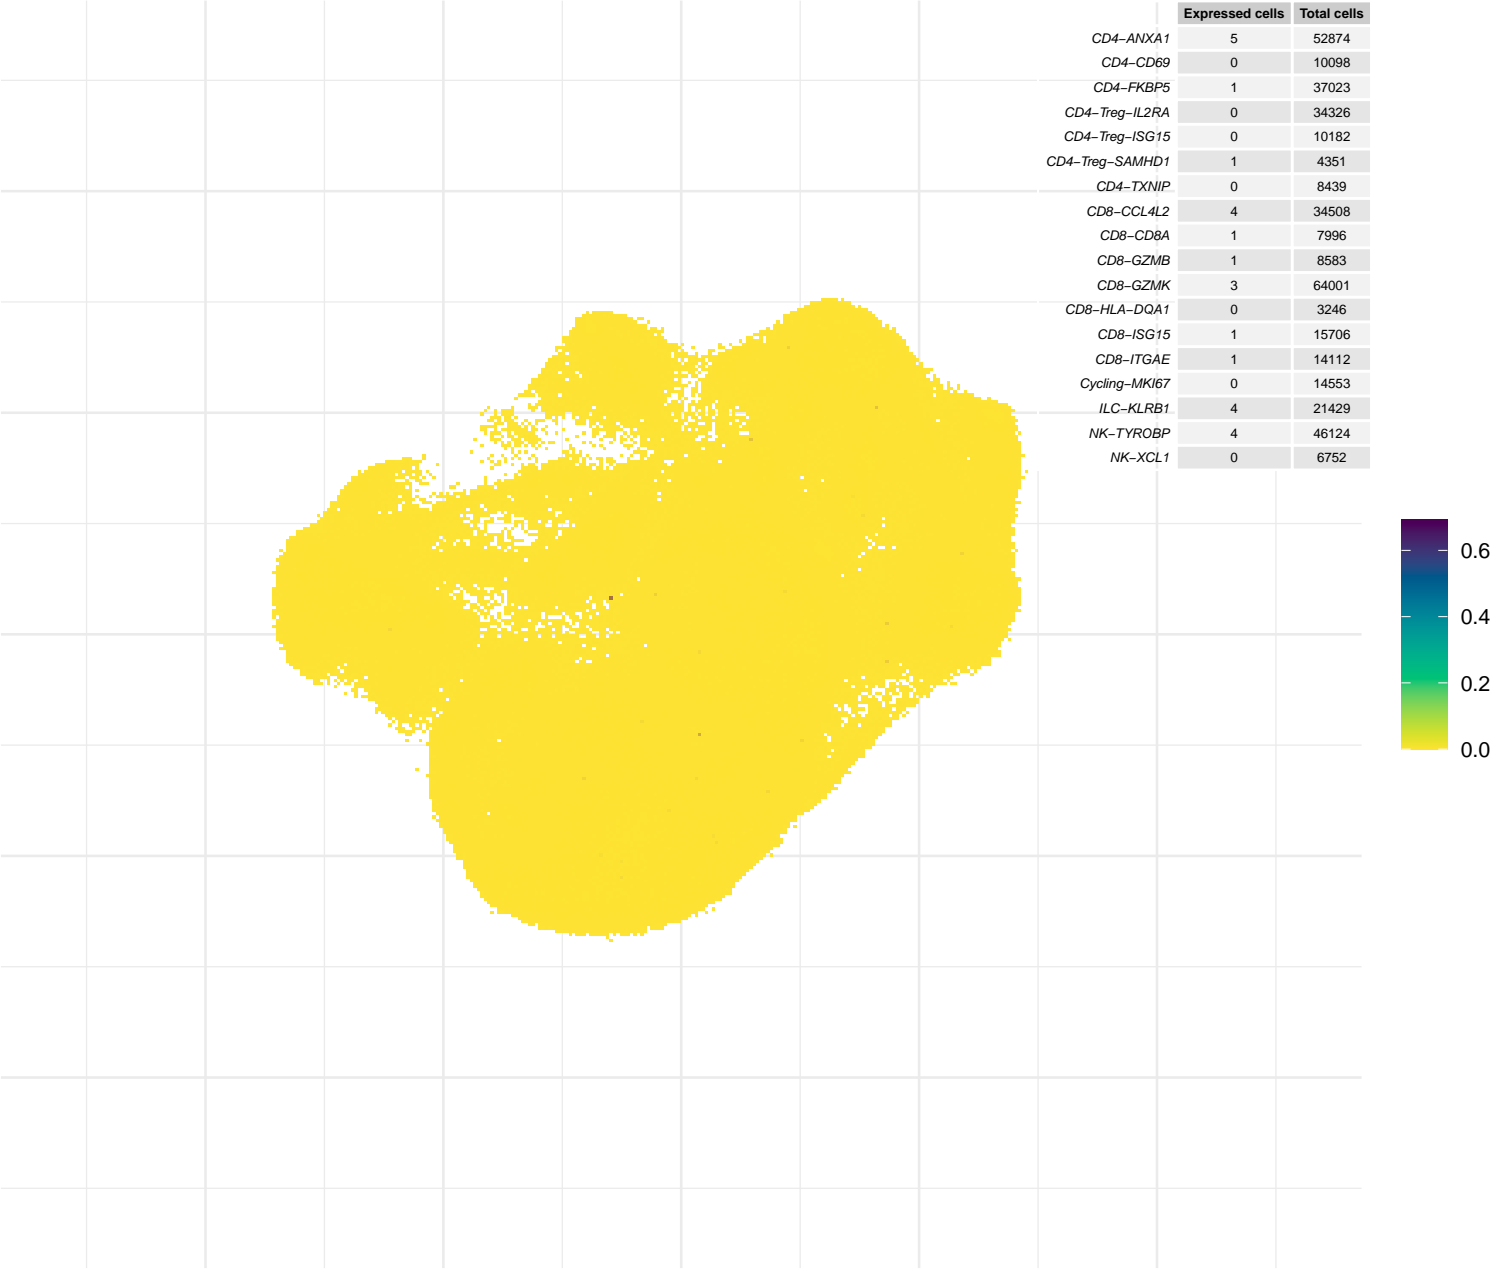 Expressed cells Total cells
CD4−ANXA1 5 52874
CD4−CD69 0 10098
CD4−FKBP5 1 37023
CD4−Treg−IL2RA 0 34326
CD4−Treg−ISG15 0 10182
CD4−Treg−SAMHD1 1 4351
CD4−TXNIP 0 8439
CD8−CCL4L2 4 34508
CD8−CD8A 1 7996
CD8−GZMB 1 8583
CD8−GZMK 3 64001
CD8−HLA−DQA1 0 3246
CD8−ISG15 1 15706
CD8−ITGAE 1 14112
Cycling−MKI67 0 14553
ILC−KLRB1 4 21429
NK−TYROBP 4 46124
NK−XCL1 0 6752
0.6
0.4
0.2
0.0